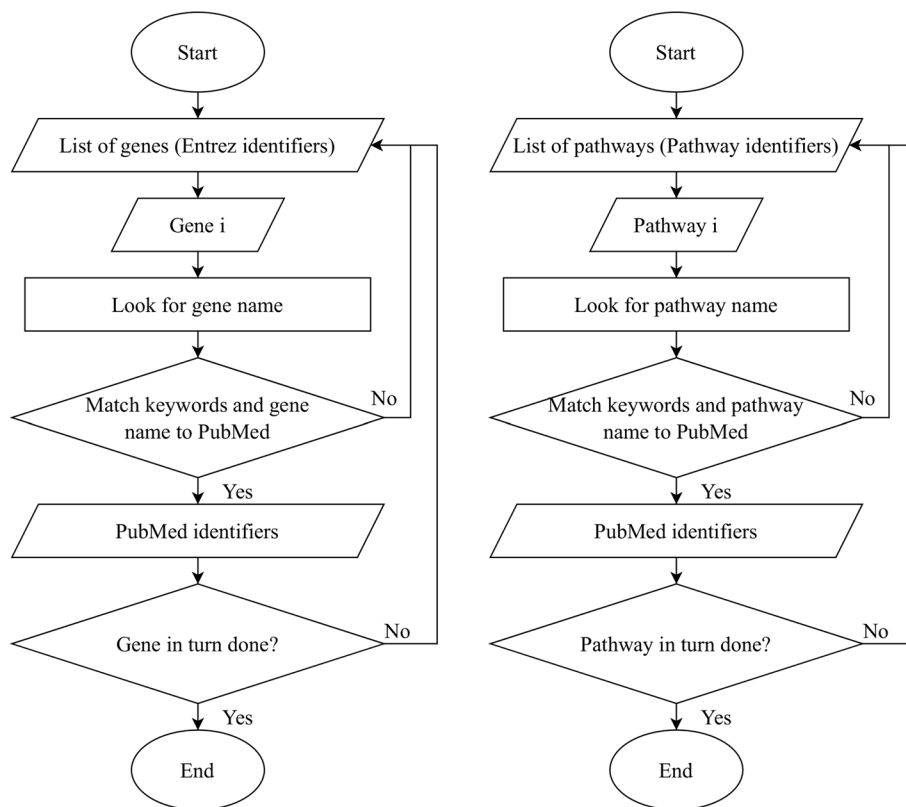 Start
List of genes (Entrez identifiers)
Gene i
Look for gene name
Match keywords and gene
name to PubMed
No
Yes
PubMed identifiers
Gene in turn done?
No
Yes
End
Start
List of pathways (Pathway identifiers)
Pathway i
Look for pathway name
Match keywords and pathway
name to PubMed
No
Yes
PubMed identifiers
Pathway in turn done?
No
Yes
End